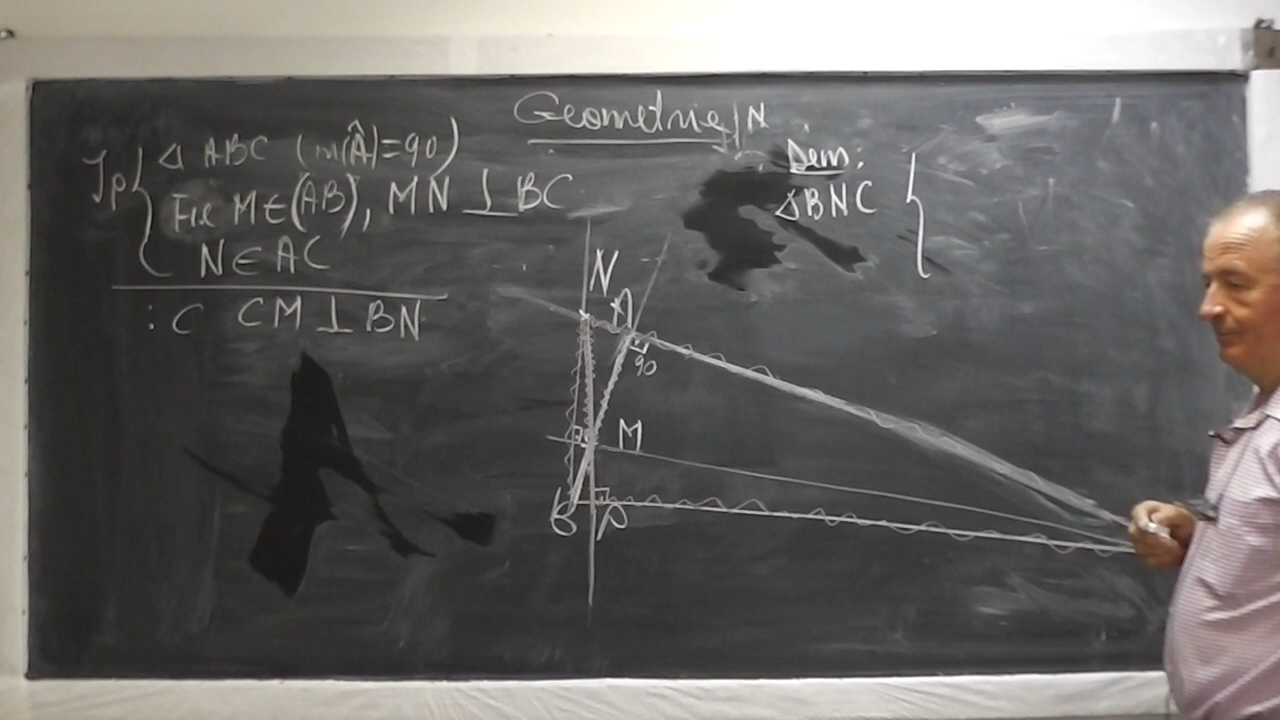 Geometrie/N
Ip { △ ABC (m(Â)=90)
Fie M∈(AB), MN ⊥ BC
N∈AC
:C CM ⊥ BN
Dem:
△BNC {
N
A
90
M
B
P